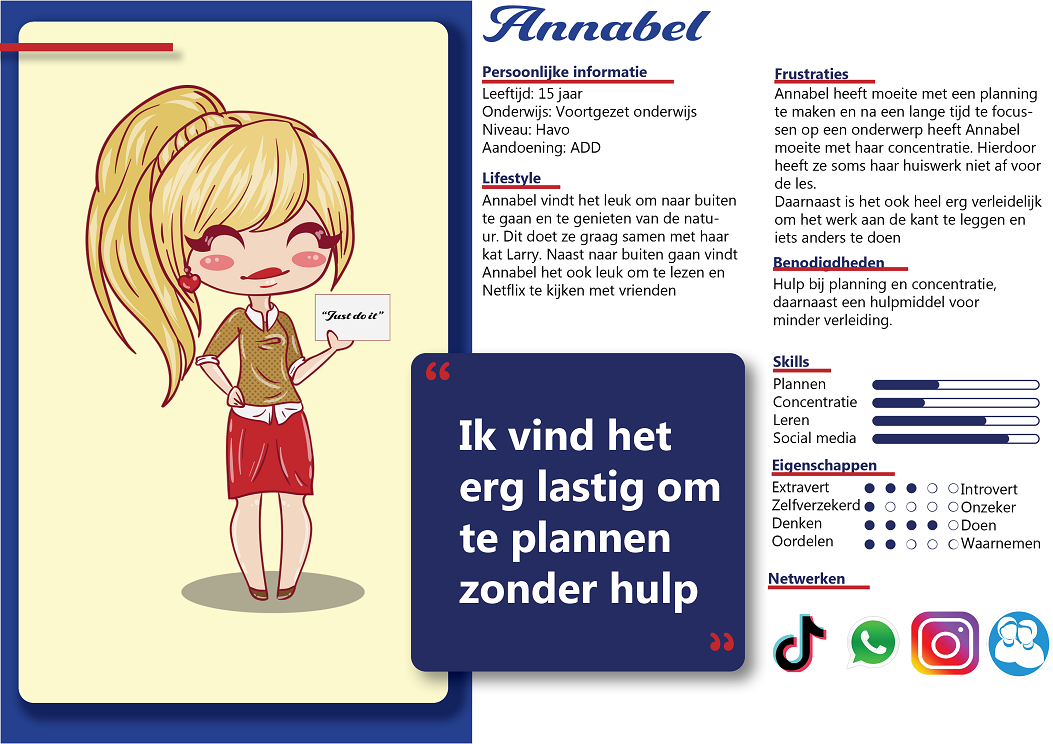 Annabel
Persoonlijke informatie
Leeftijd: 15 jaar
Onderwijs: Voortgezet onderwijs
Niveau: Havo
Aandoening: ADD
Lifestyle
Annabel vindt het leuk om naar buiten
te gaan en te genieten van de natu-
ur. Dit doet ze graag samen met haar
kat Larry. Naast naar buiten gaan vindt
Annabel het ook leuk om te lezen en
Netflix te kijken met vrienden
"Just do it"
“
Ik vind het
erg lastig om
te plannen
zonder hulp
”
Frustraties
Annabel heeft moeite met een planning
te maken en na een lange tijd te focus-
sen op een onderwerp heeft Annabel
moeite met haar concentratie. Hierdoor
heeft ze soms haar huiswerk niet af voor
de les.
Daarnaast is het ook heel erg verleidelijk
om het werk aan de kant te leggen en
iets anders te doen
Benodigdheden
Hulp bij planning en concentratie,
daarnaast een hulpmiddel voor
minder verleiding.
Skills
Plannen
Concentratie
Leren
Social media
Eigenschappen
Extravert Introvert
Zelfverzekerd Onzeker
Denken Doen
Oordelen Waarnemen
Netwerken